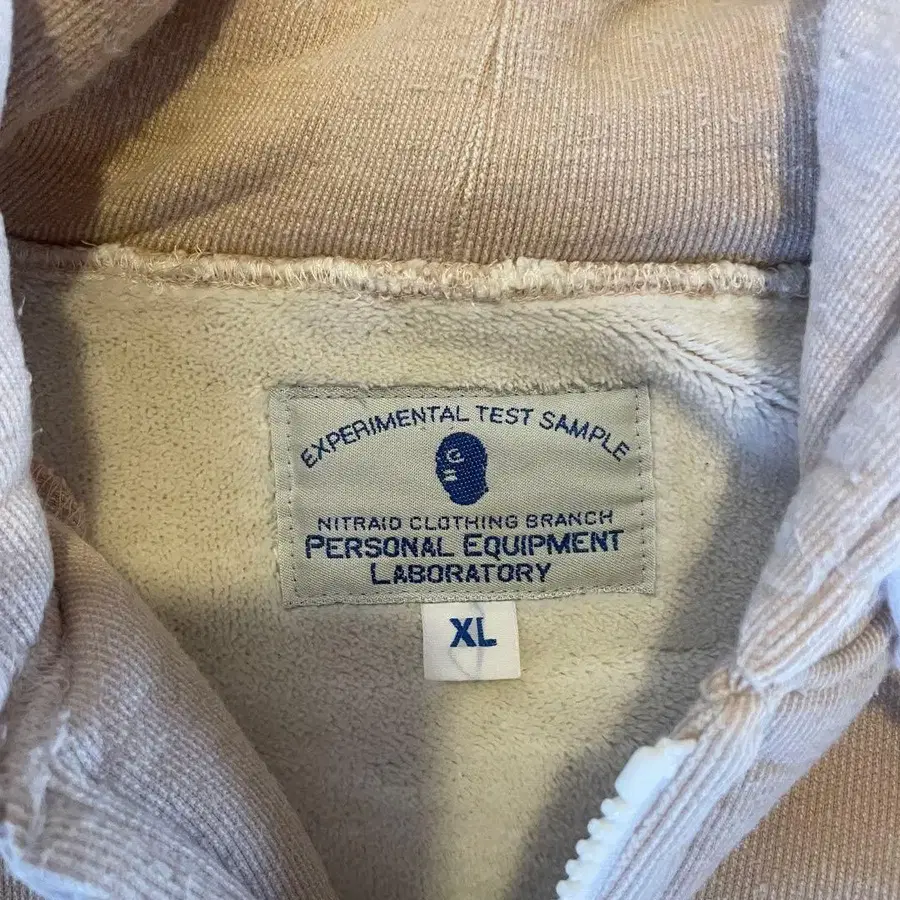 EXPERIMENTAL TEST SAMPLE
NITRAID CLOTHING BRANCH
PERSONAL EQUIPMENT
LABORATORY
XL